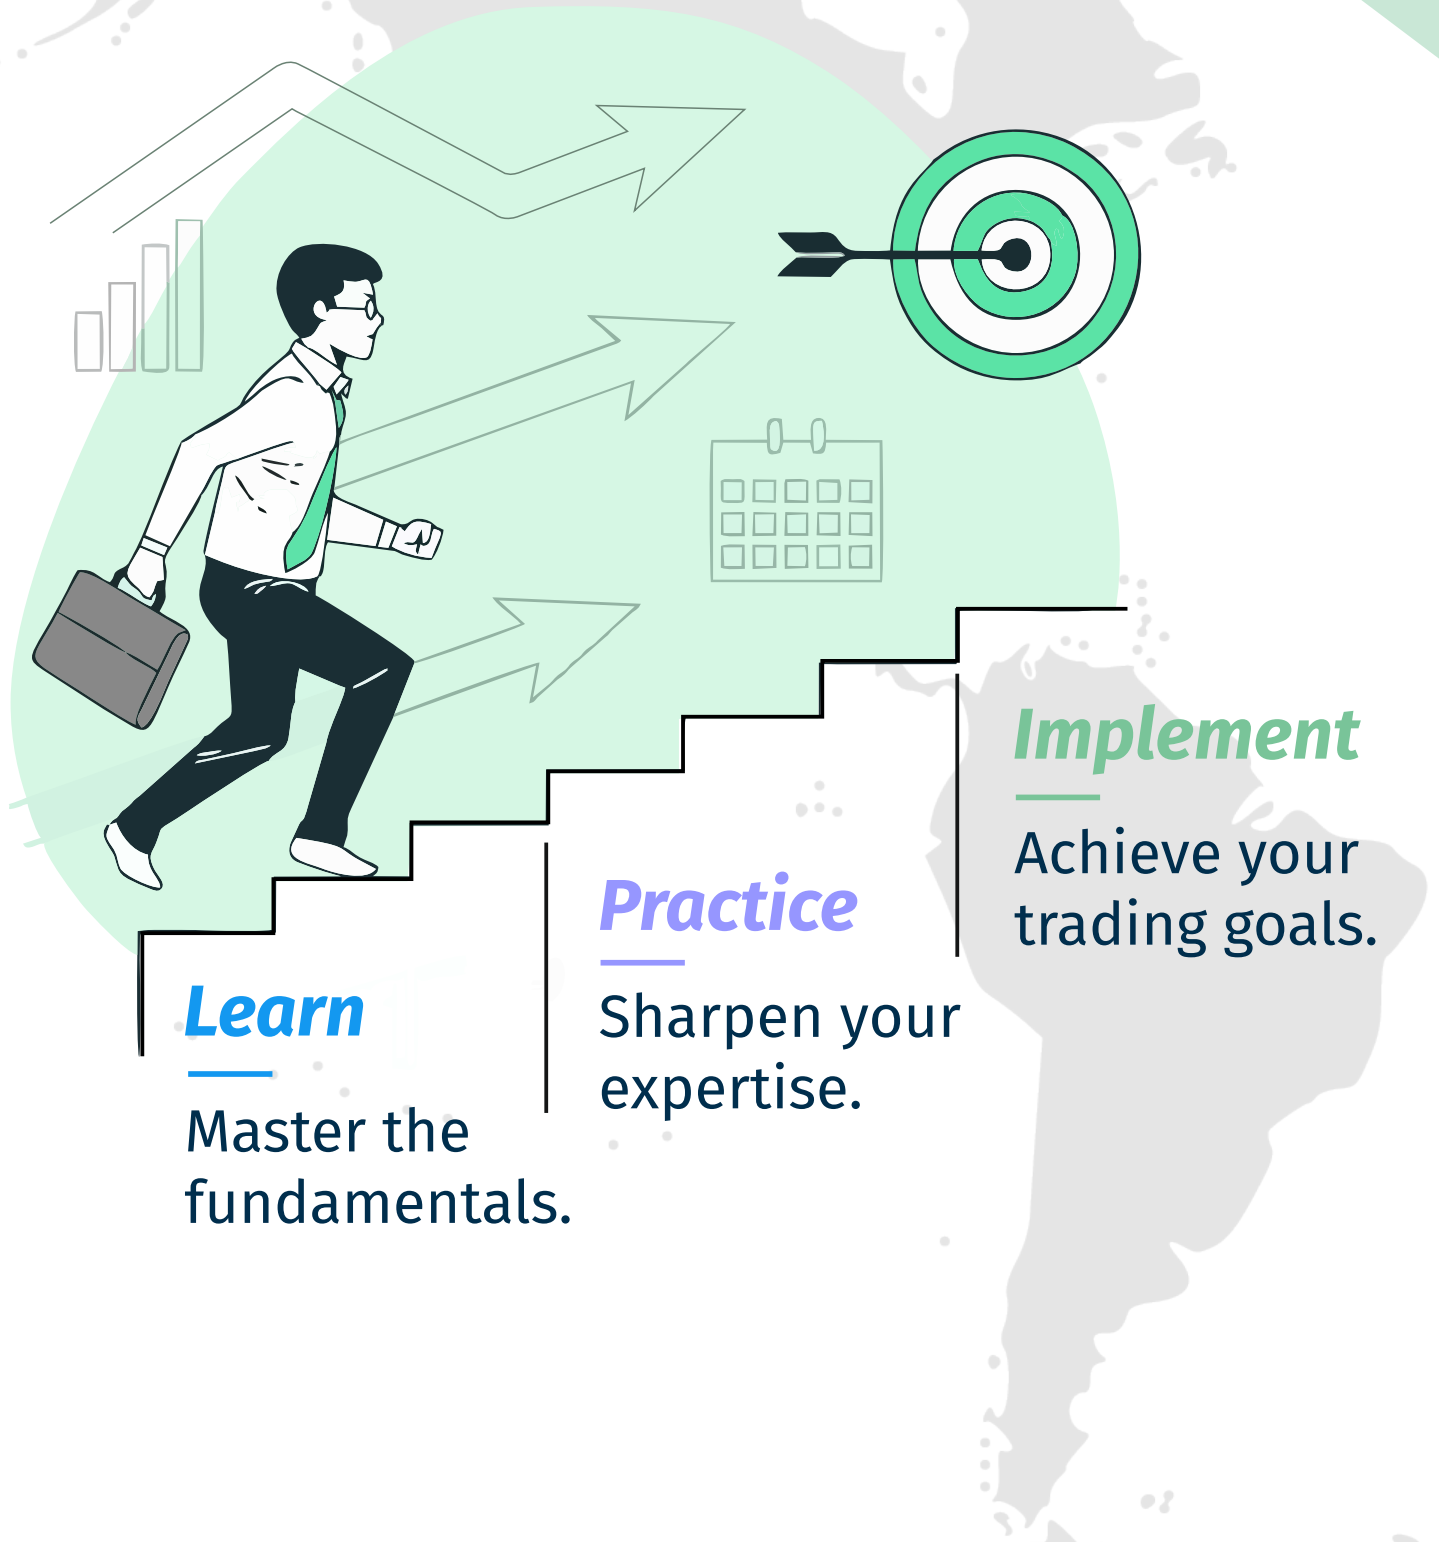 Learn
Master the
fundamentals.
Practice
Sharpen your
expertise.
Implement
Achieve your
trading goals.